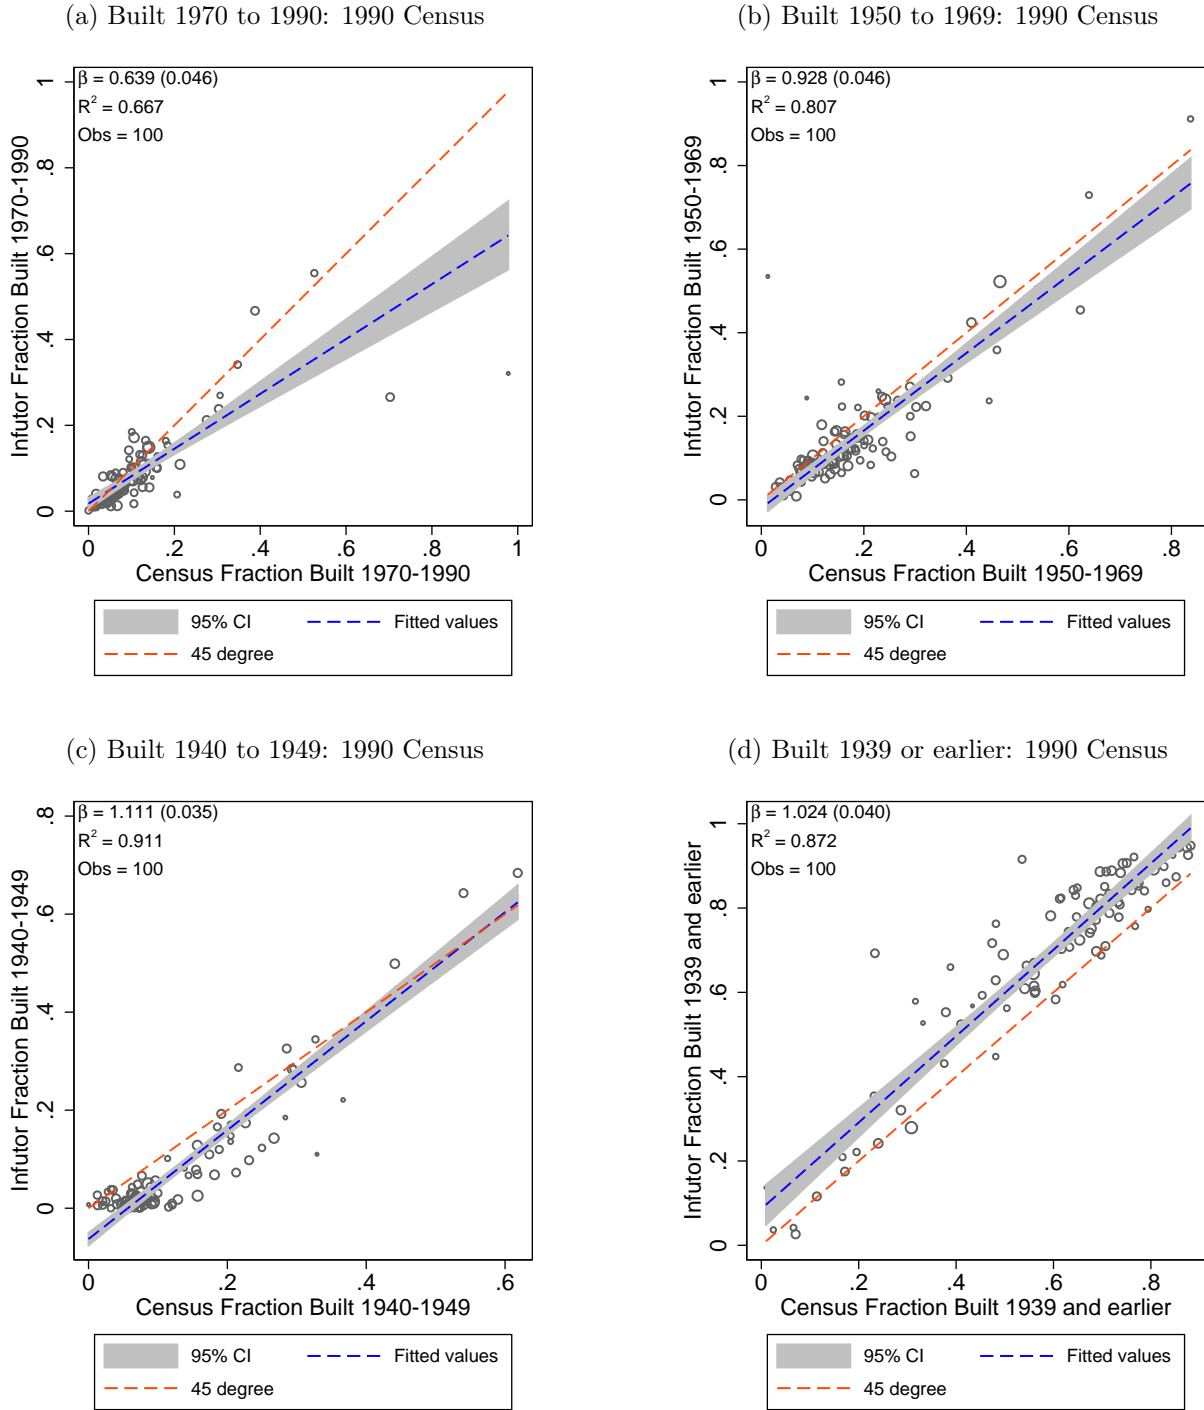 (a) Built 1970 to 1990: 1990 Census
β = 0.639 (0.046)
R² = 0.667
Obs = 100
Infutor Fraction Built 1970-1990
0 .2 .4 .6 .8 1
0 .2 .4 .6 .8 1
Census Fraction Built 1970-1990
95% CI Fitted values
45 degree
(b) Built 1950 to 1969: 1990 Census
β = 0.928 (0.046)
R² = 0.807
Obs = 100
Infutor Fraction Built 1950-1969
0 .2 .4 .6 .8 1
0 .2 .4 .6 .8
Census Fraction Built 1950-1969
95% CI Fitted values
45 degree
(c) Built 1940 to 1949: 1990 Census
β = 1.111 (0.035)
R² = 0.911
Obs = 100
Infutor Fraction Built 1940-1949
0 .2 .4 .6 .8
0 .2 .4 .6
Census Fraction Built 1940-1949
95% CI Fitted values
45 degree
(d) Built 1939 or earlier: 1990 Census
β = 1.024 (0.040)
R² = 0.872
Obs = 100
Infutor Fraction Built 1939 and earlier
0 .2 .4 .6 .8 1
0 .2 .4 .6 .8
Census Fraction Built 1939 and earlier
95% CI Fitted values
45 degree